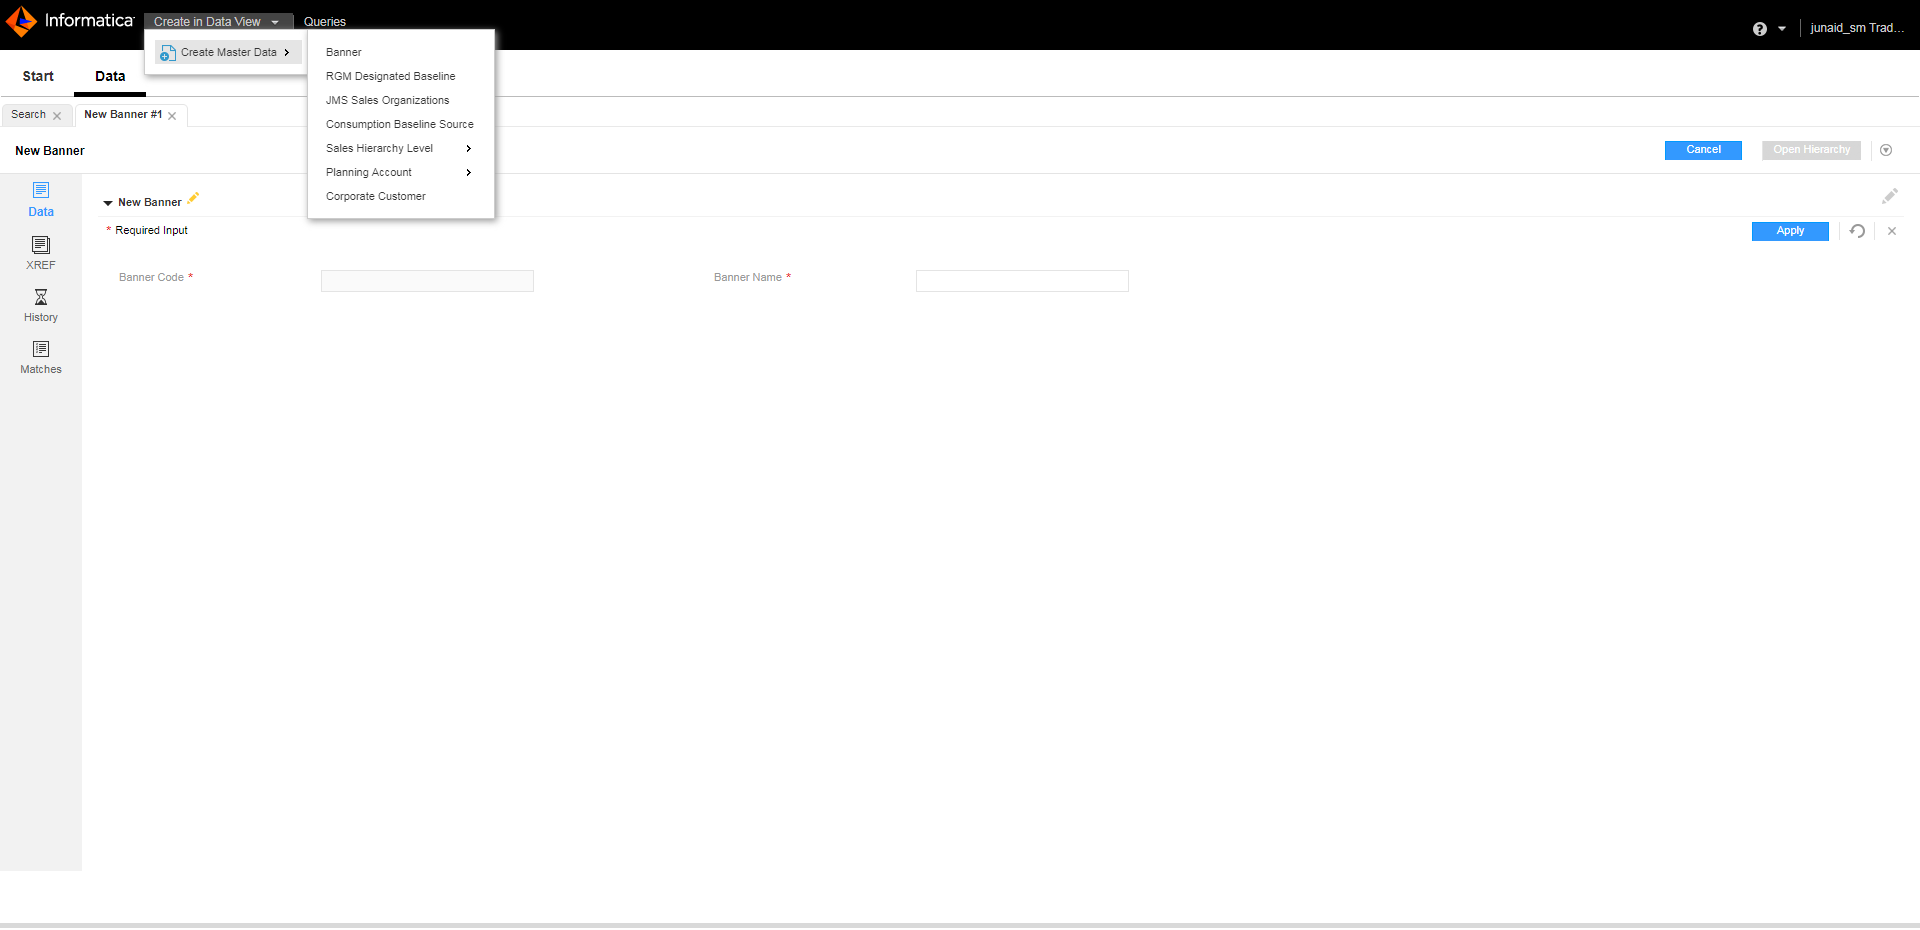 Informatica
Create in Data View
Queries
junaid_sm Trad...
Create Master Data
Banner
RGM Designated Baseline
JMS Sales Organizations
Consumption Baseline Source
Sales Hierarchy Level
Planning Account
Corporate Customer
Start
Data
Search
New Banner #1
New Banner
Cancel
Open Hierarchy
Data
XREF
History
Matches
New Banner
* Required Input
Apply
Banner Code *
Banner Name *